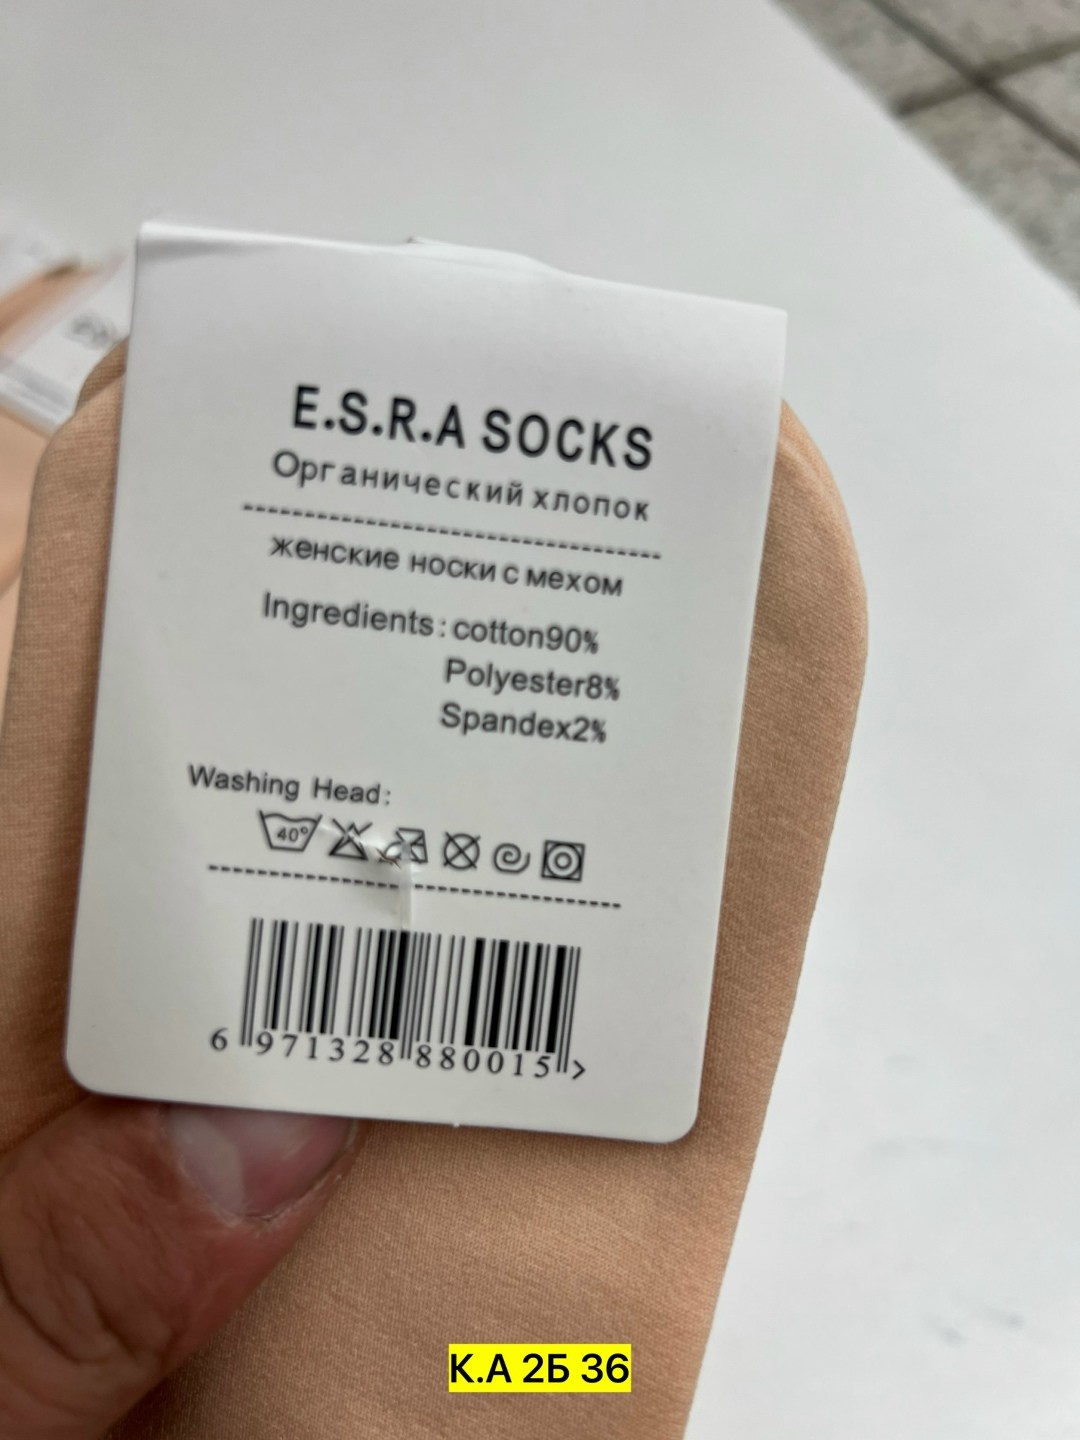 E.S.R.A SOCKS
Органический хлопок
женские носки с мехом
Ingredients: cotton90%
Polyester8%
Spandex2%
Washing Head:
40°
6 971328 880015 >
К.А 2Б 36